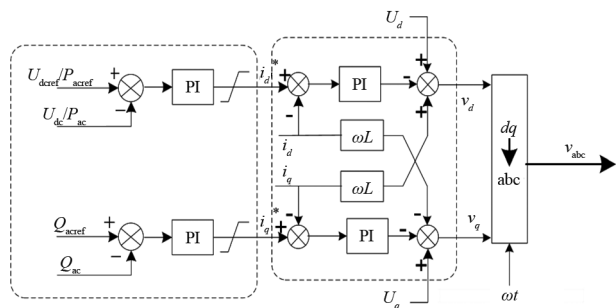 U_d
U_dcref/P_acref
+
−
PI
i_d*
+
-
PI
-
+
+
v_d
U_dc/P_ac
i_d
ωL
dq
abc
v_abc
i_q
ωL
Q_acref
+
−
PI
i_q*
-
+
PI
-
-
+
v_q
Q_ac
U_q
ωt